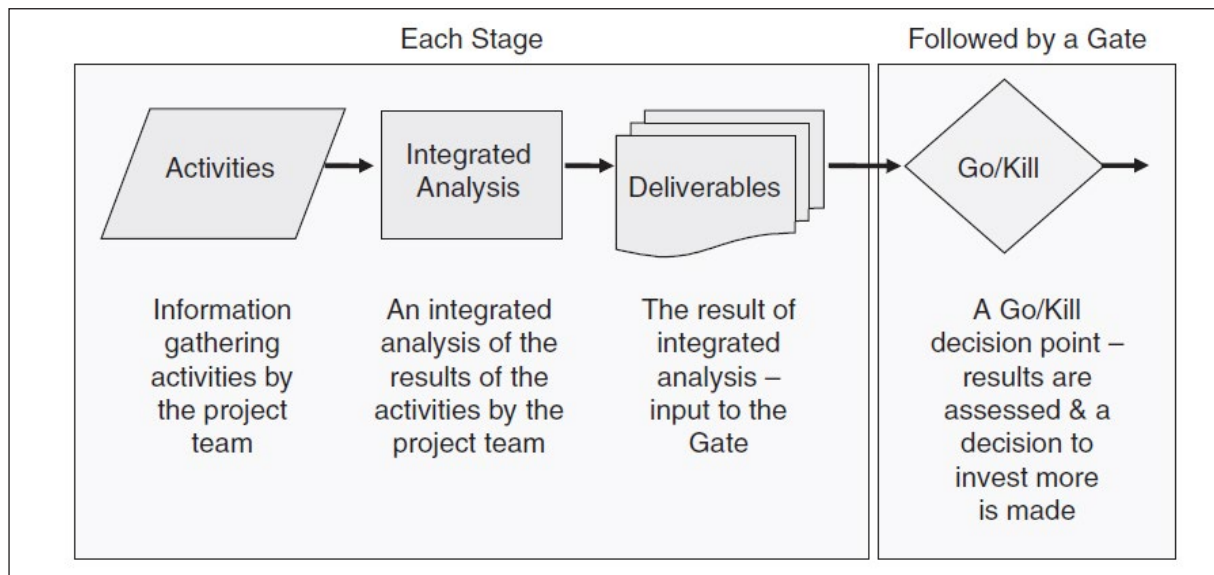 Each Stage
Followed by a Gate
Activities
Integrated
Analysis
Deliverables
Go/Kill
Information
gathering
activities by
the project
team
An integrated
analysis of the
results of the
activities by the
project team
The result of
integrated
analysis –
input to the
Gate
A Go/Kill
decision point –
results are
assessed & a
decision to
invest more
is made